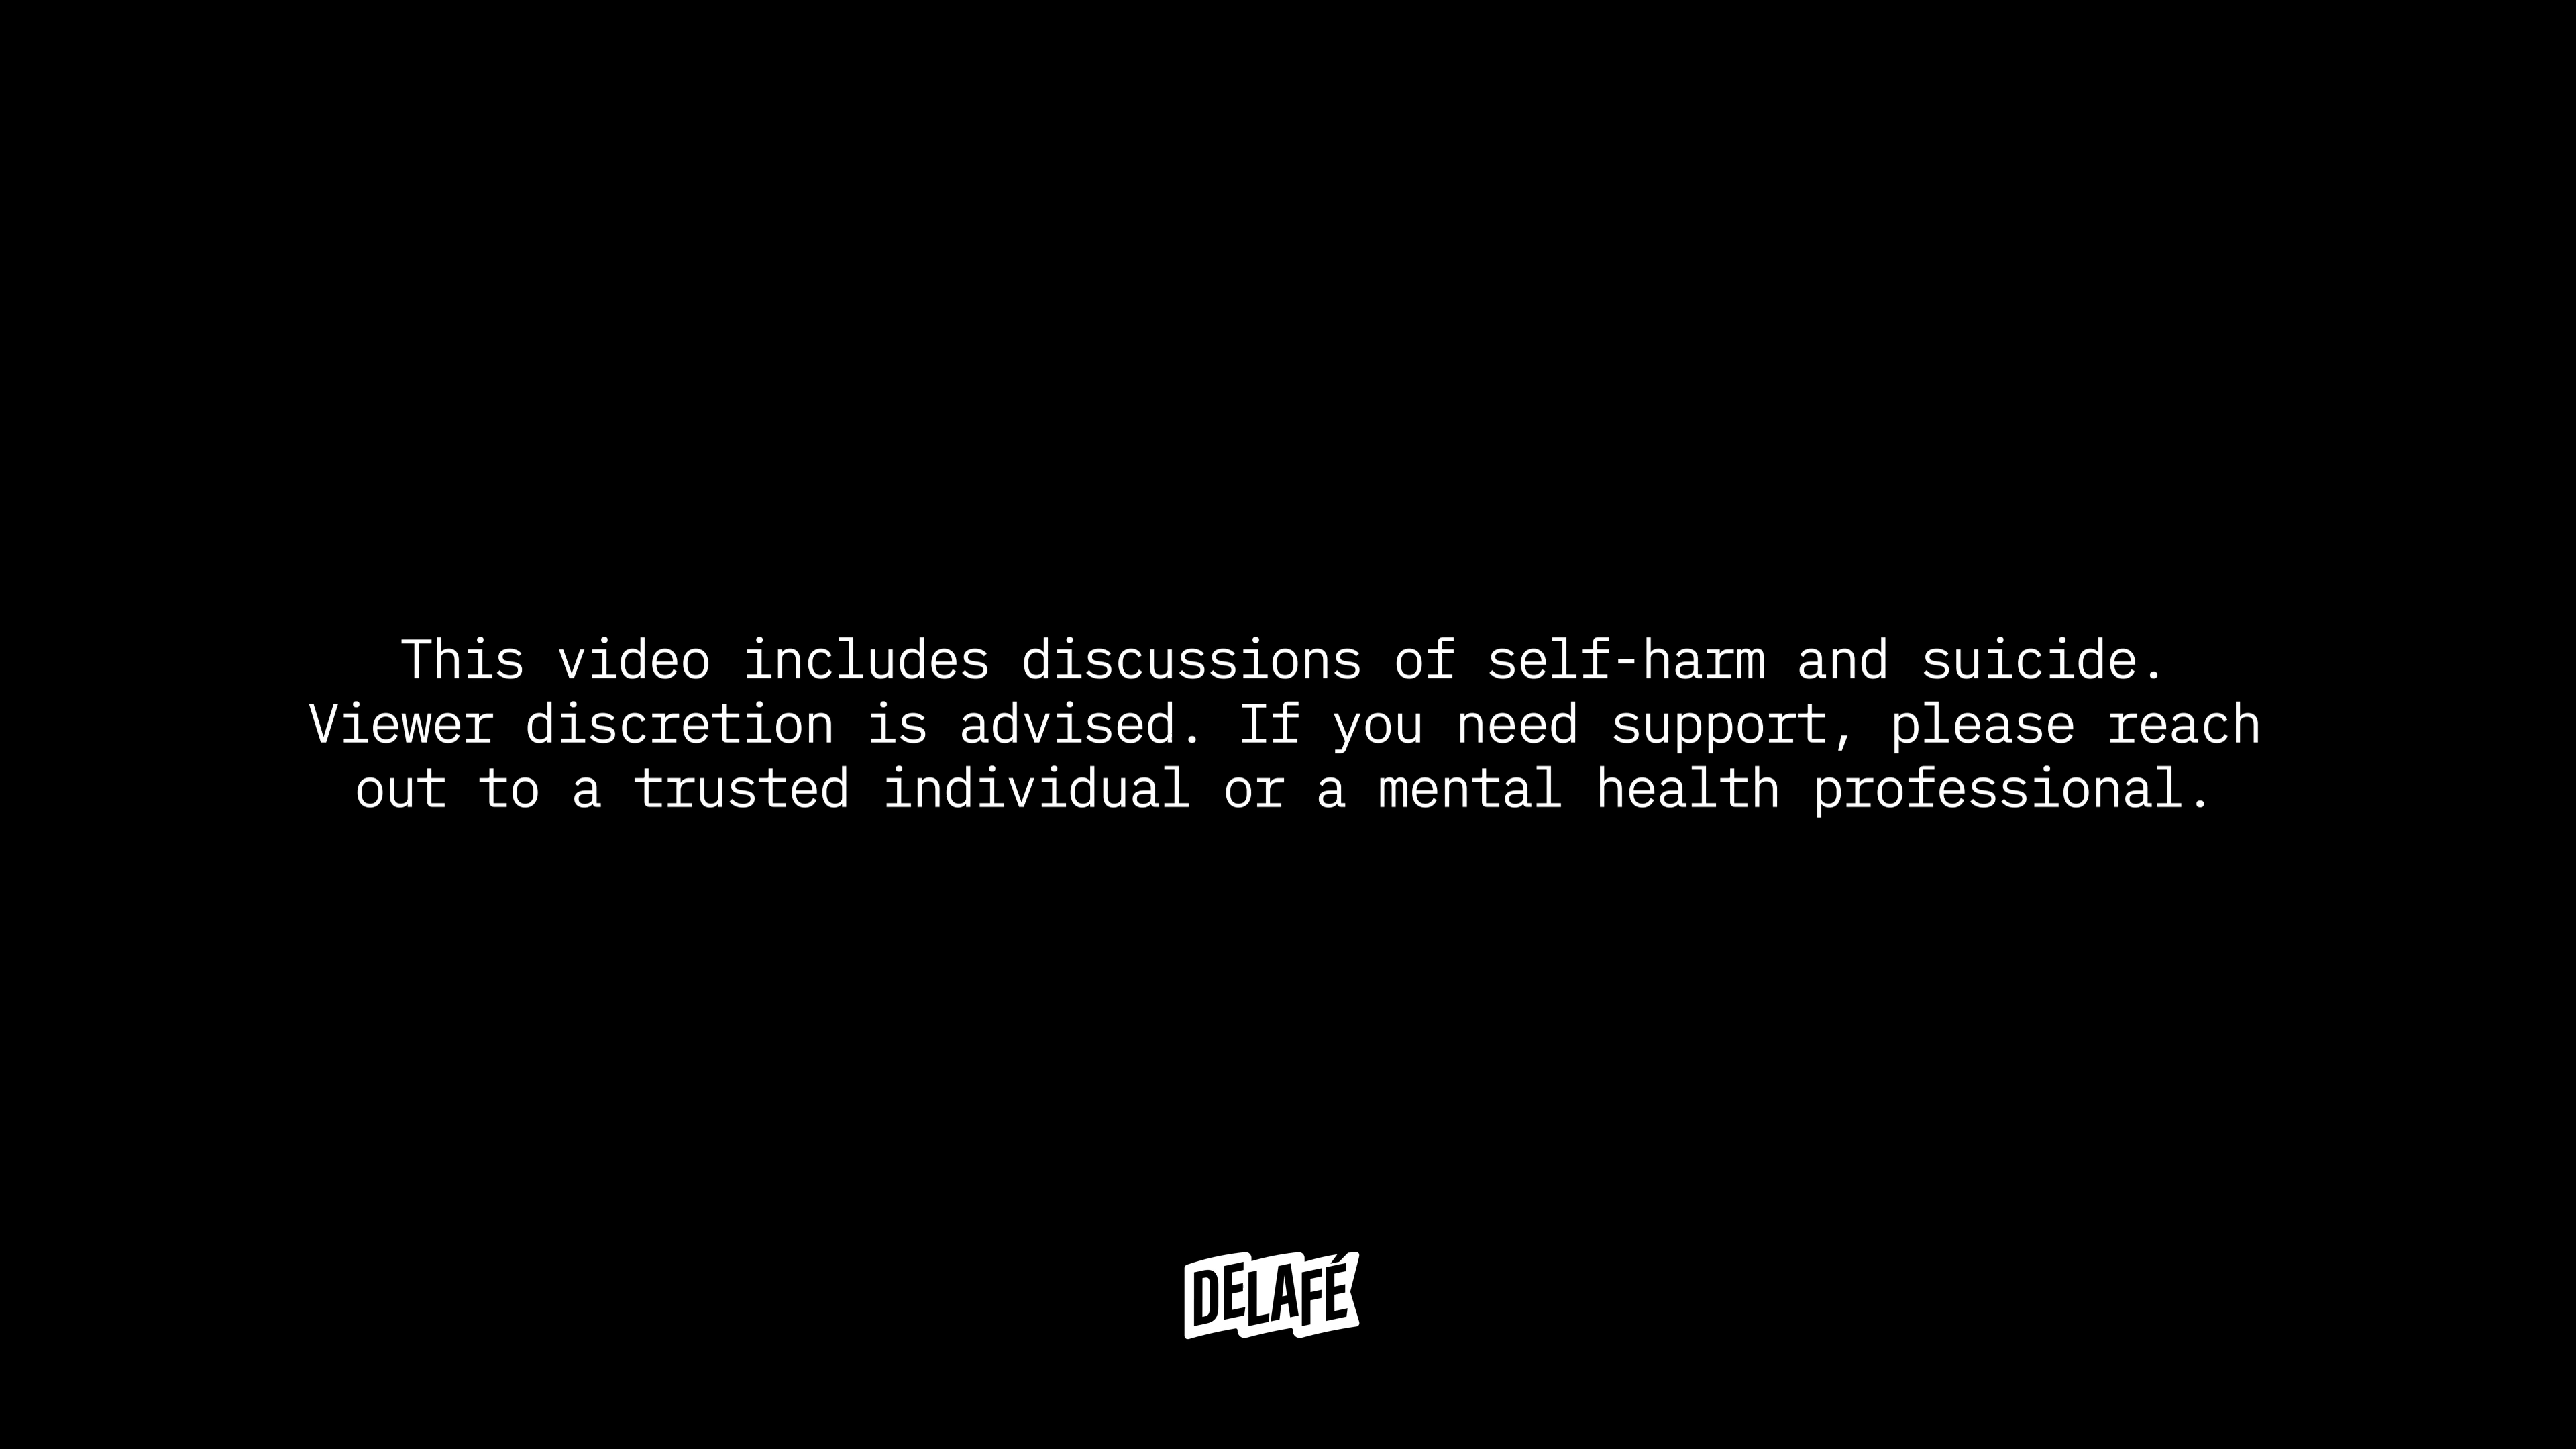 This video includes discussions of self-harm and suicide.
Viewer discretion is advised. If you need support, please reach
out to a trusted individual or a mental health professional.
DELAFÉ